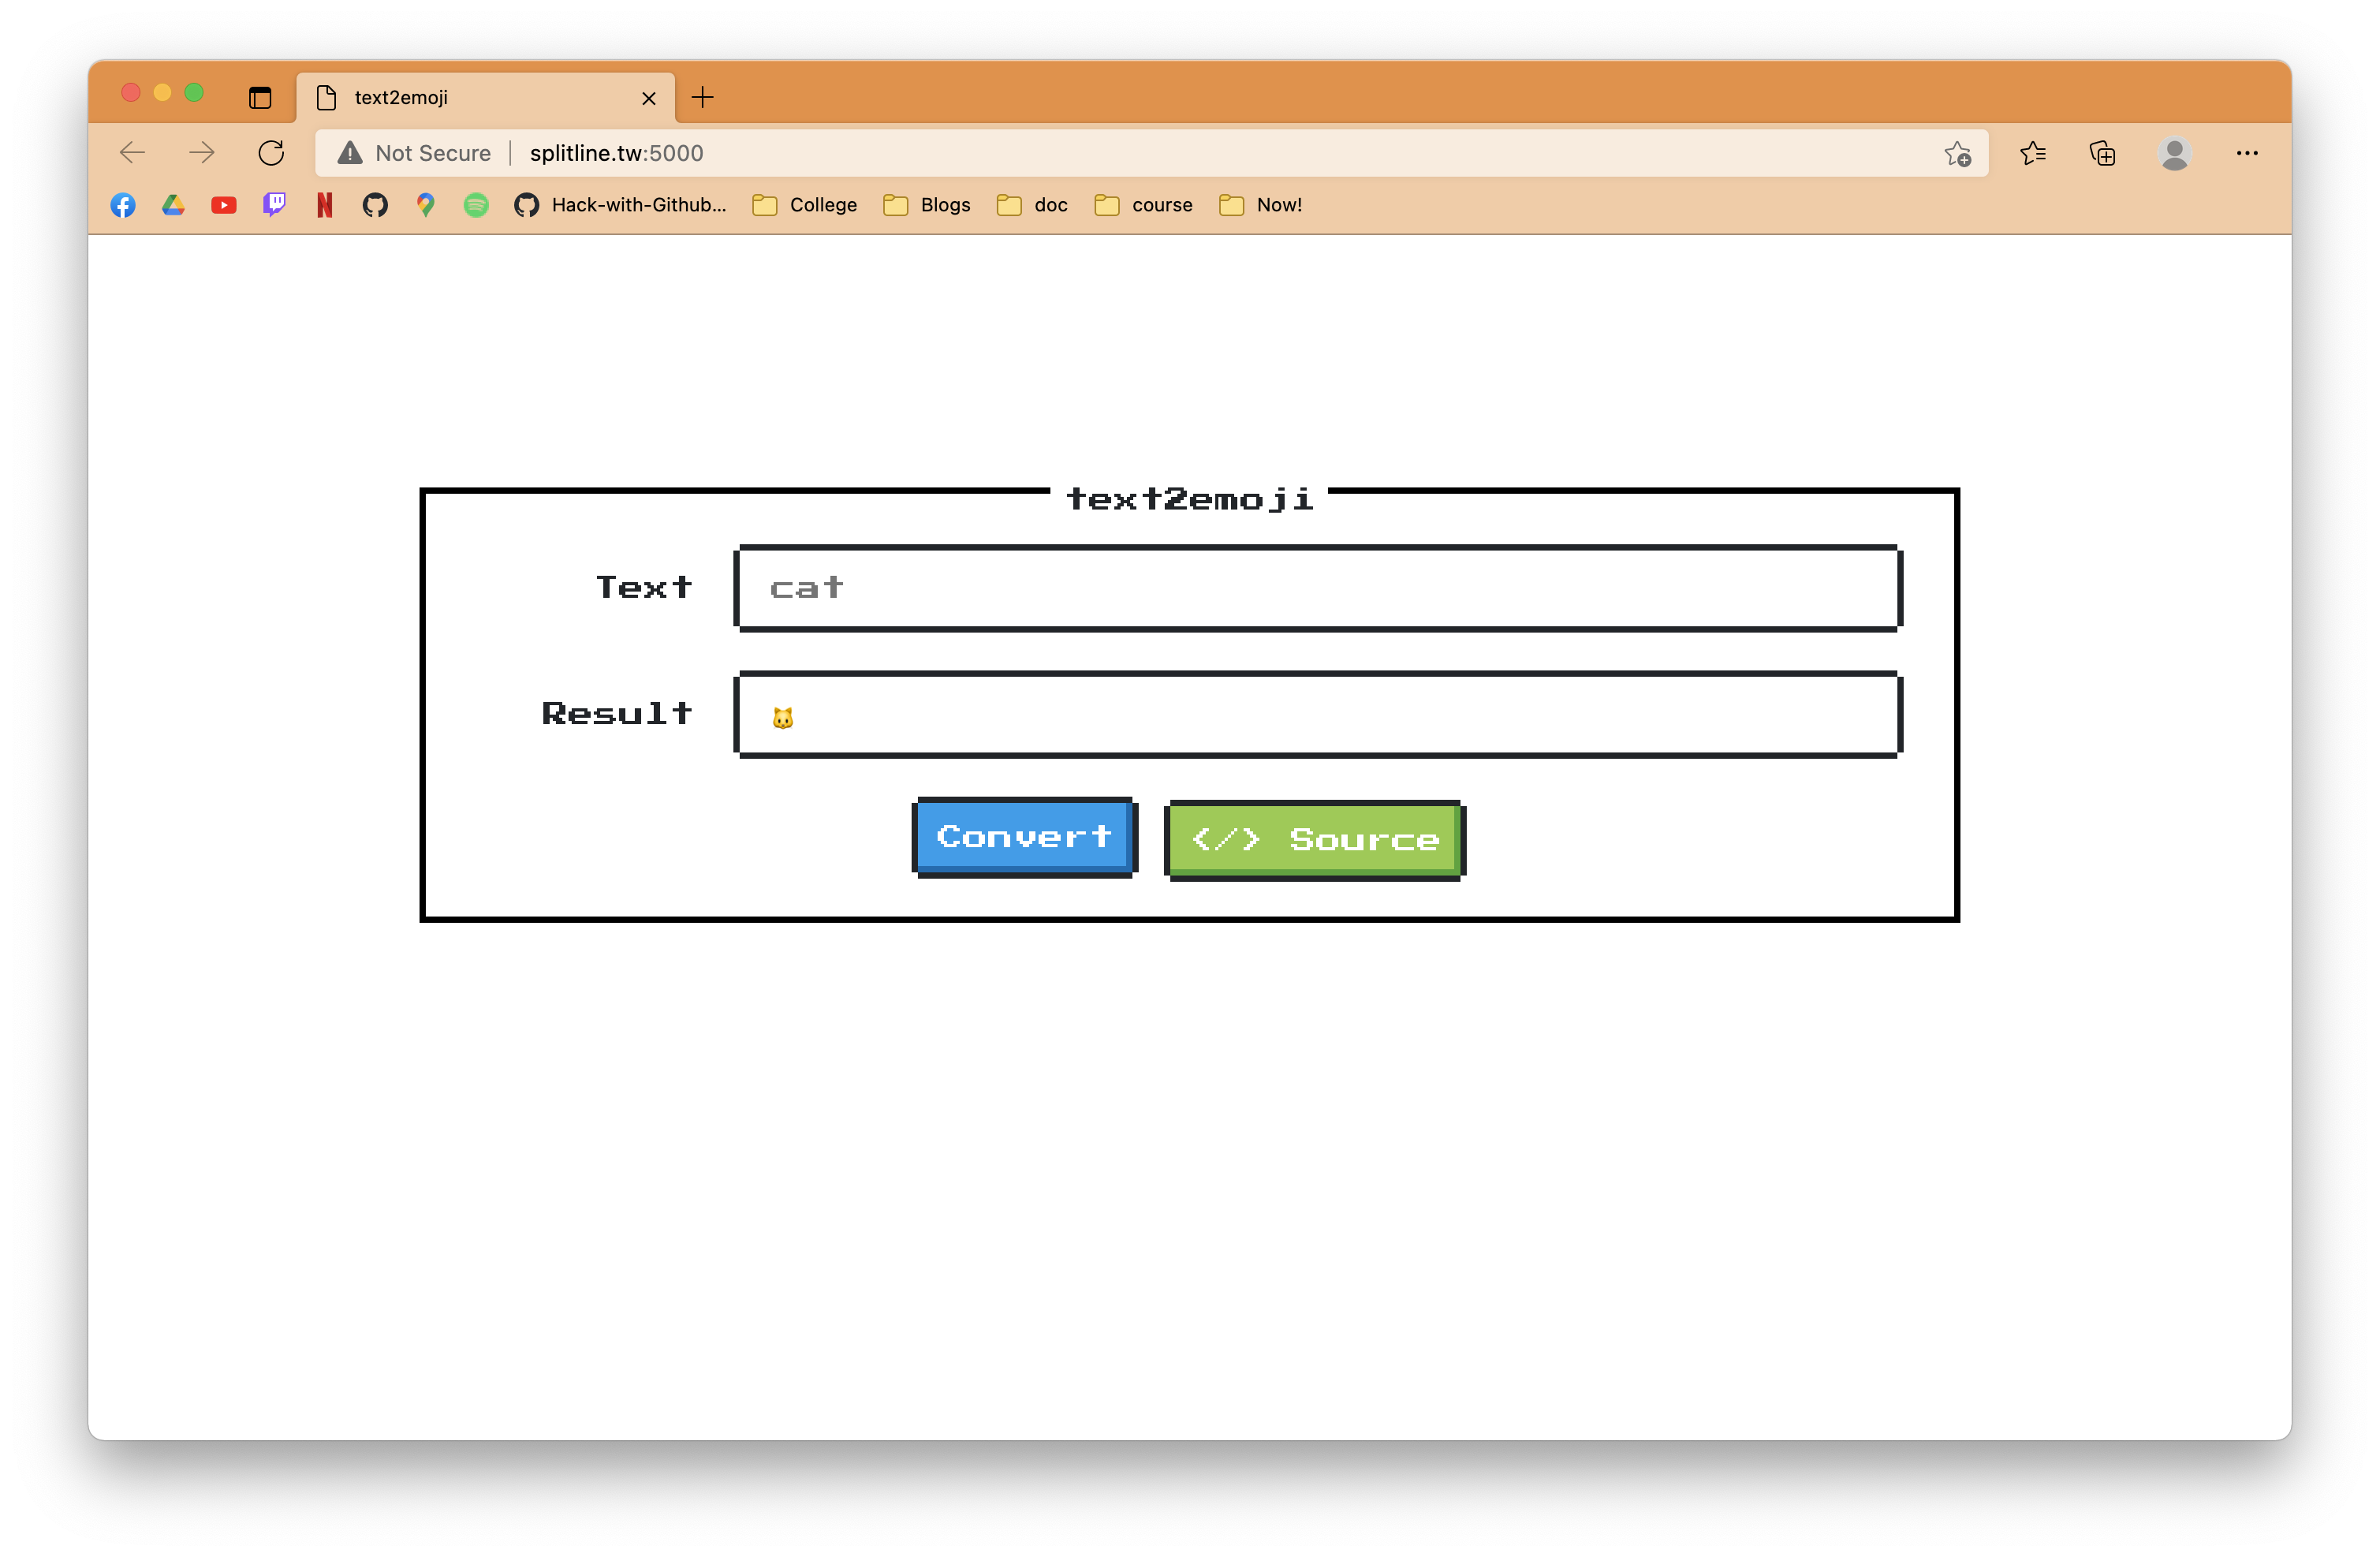 text2emoji
Not Secure splitline.tw:5000
Hack-with-Github... College Blogs doc course Now!
text2emoji
Text cat
Result
Convert </> Source